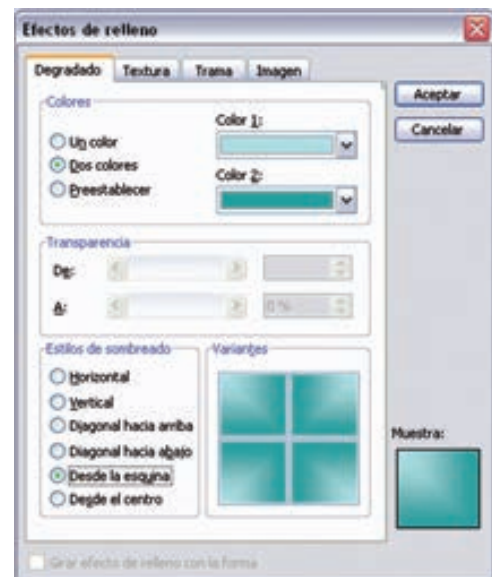 Efectos de relleno
Degradado Textura Trama Imagen
Aceptar
Cancelar
Colores
Un color
Dos colores
Preestablecer
Color 1:
Color 2:
Transparencia
De:
A:
0 %
Estilos de sombreado
Horizontal
Vertical
Diagonal hacia arriba
Diagonal hacia abajo
Desde la esquina
Desde el centro
Variantes
Muestra:
Girar efecto de relleno con la forma